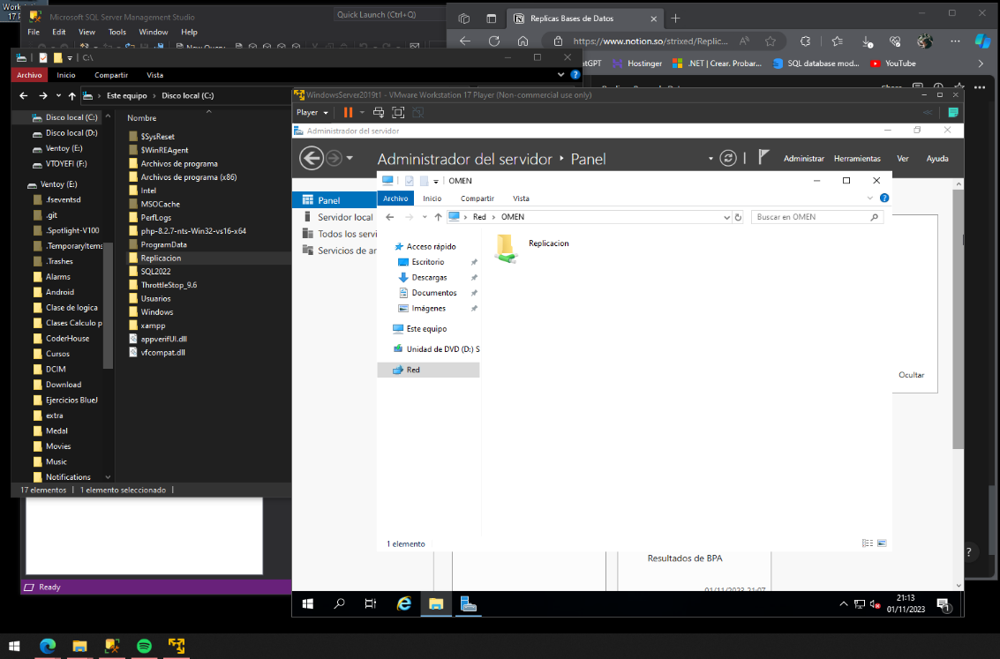 Work
17 P
Microsoft SQL Server Management Studio
Quick Launch (Ctrl+Q)
File Edit View Tools Window Help
New Query
Replicas Bases de Datos
https://www.notion.so/strixed/Replic...
atGPT Hostinger .NET | Crear. Probar... SQL database mod... YouTube
C:\
Archivo Inicio Compartir Vista
Este equipo > Disco local (C:)
Disco local (C:)
Disco local (D:)
Ventoy (E:)
VTOYEFI (F:)
Ventoy (E:)
.fseventsd
.git
.Spotlight-V100
.TemporaryItems
.Trashes
Alarms
Android
Clase de logica
Clases Calculo p
CoderHouse
Cursos
DCIM
Download
Ejercicios BlueJ
extra
Medal
Movies
Music
Notifications
Nombre
$SysReset
$WinREAgent
Archivos de programa
Archivos de programa (x86)
Intel
MSOCache
PerfLogs
php-8.2.7-nts-Win32-vs16-x64
ProgramData
Replicacion
SQL2022
ThrottleStop_9.6
Usuarios
Windows
xampp
appverifUI.dll
vfcompat.dll
17 elementos 1 elemento seleccionado
Ready
WindowsServer2019t1 - VMware Workstation 17 Player (Non-commercial use only)
Player
Administrador del servidor
Administrador del servidor Panel
Administrar Herramientas Ver Ayuda
Panel
Servidor local
Todos los servi
Servicios de ar
OMEN
Archivo Inicio Compartir Vista
Red > OMEN
Buscar en OMEN
Acceso rápido
Escritorio
Descargas
Documentos
Imágenes
Este equipo
Unidad de DVD (D:) S
Red
Replicacion
1 elemento
Ocultar
Resultados de BPA
01/11/2023 21:07
21:13
01/11/2023
1